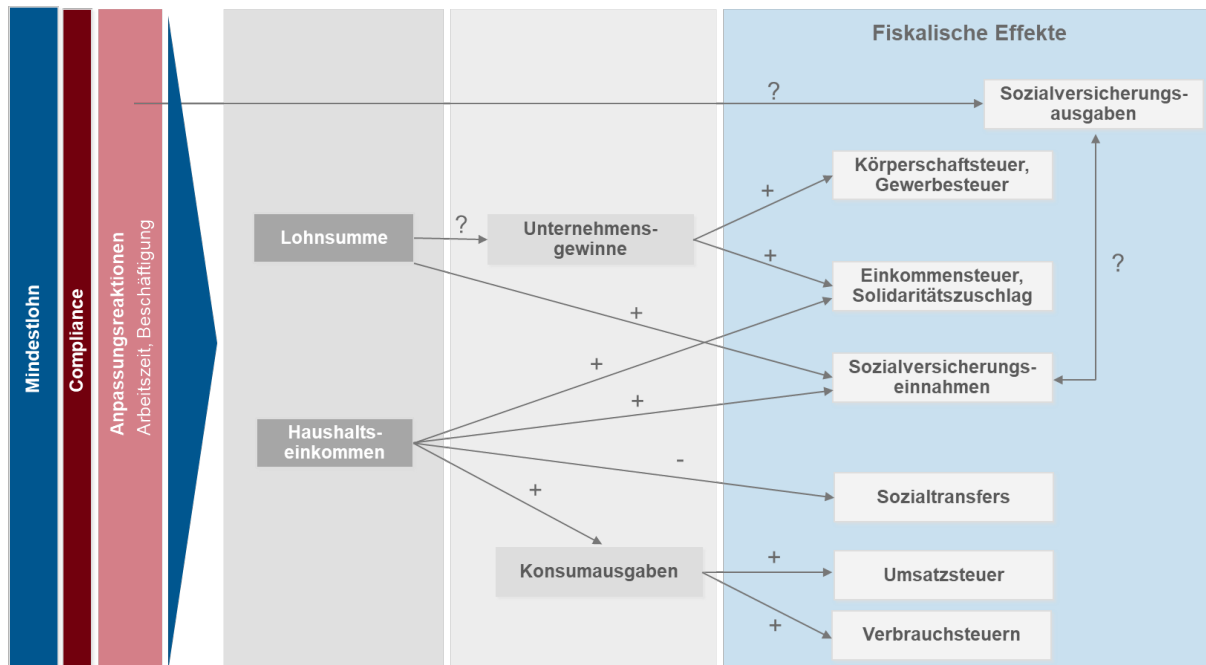 Mindestlohn
Compliance
Anpassungsreaktionen
Arbeitszeit, Beschäftigung
Fiskalische Effekte
?
Sozialversicherungs-
ausgaben
Körperschaftsteuer,
Gewerbesteuer
+
Lohnsumme
?
Unternehmens-
gewinne
+
Einkommensteuer,
Solidaritätszuschlag
?
+
+
Sozialversicherungs-
einnahmen
+
Haushalts-
einkommen
-
+
Sozialtransfers
Konsumausgaben
+
Umsatzsteuer
+
Verbrauchsteuern